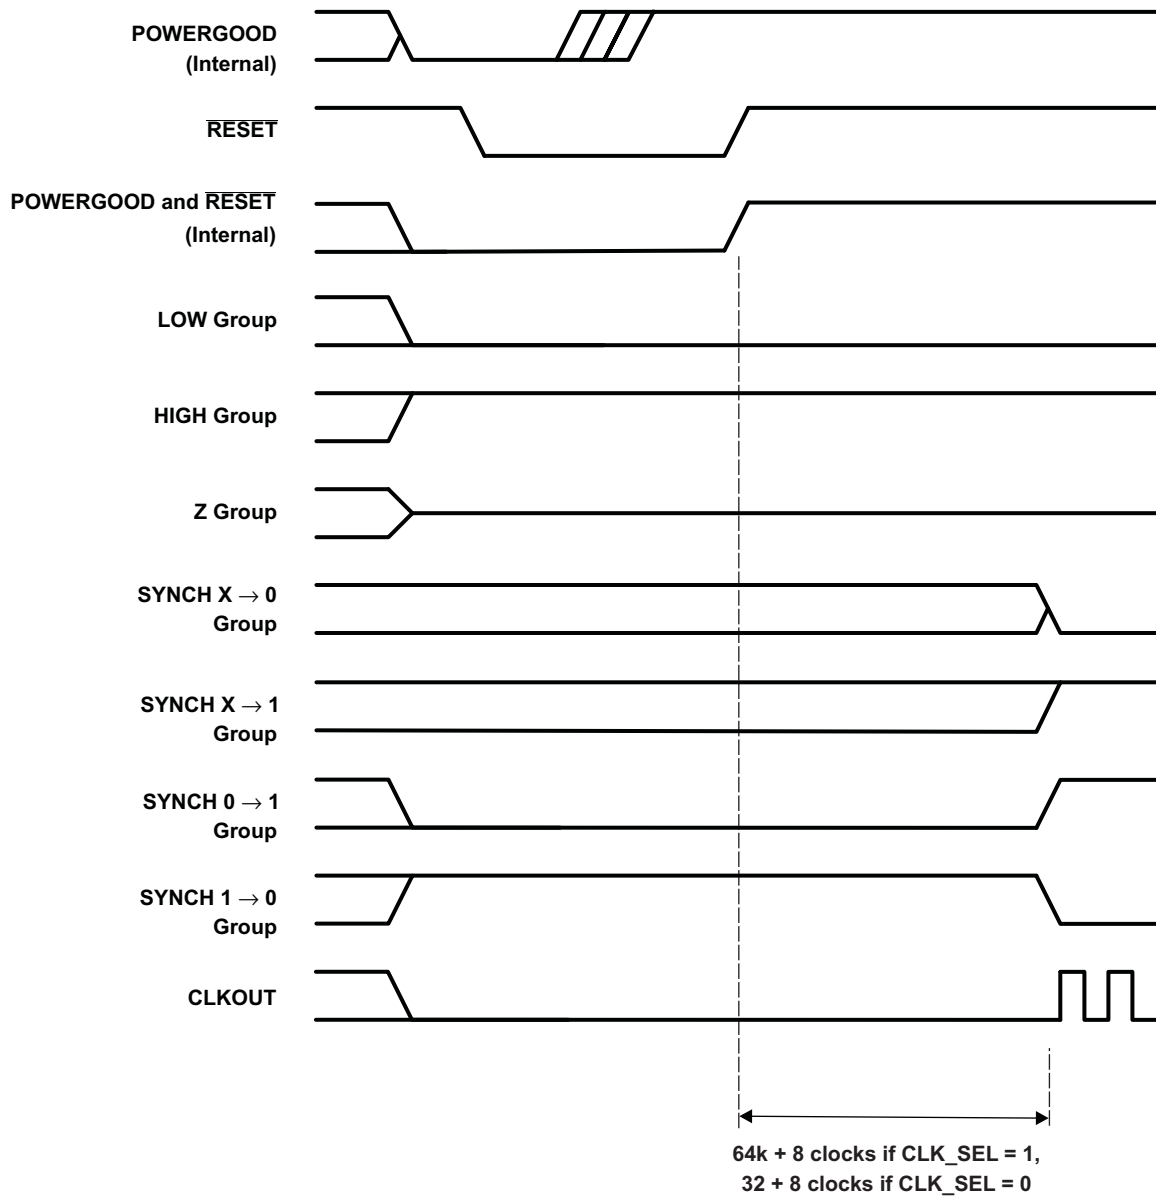 POWERGOOD
(Internal)
RESET
POWERGOOD and RESET
(Internal)
LOW Group
HIGH Group
Z Group
SYNCH X → 0
Group
SYNCH X → 1
Group
SYNCH 0 → 1
Group
SYNCH 1 → 0
Group
CLKOUT
64k + 8 clocks if CLK_SEL = 1,
32 + 8 clocks if CLK_SEL = 0